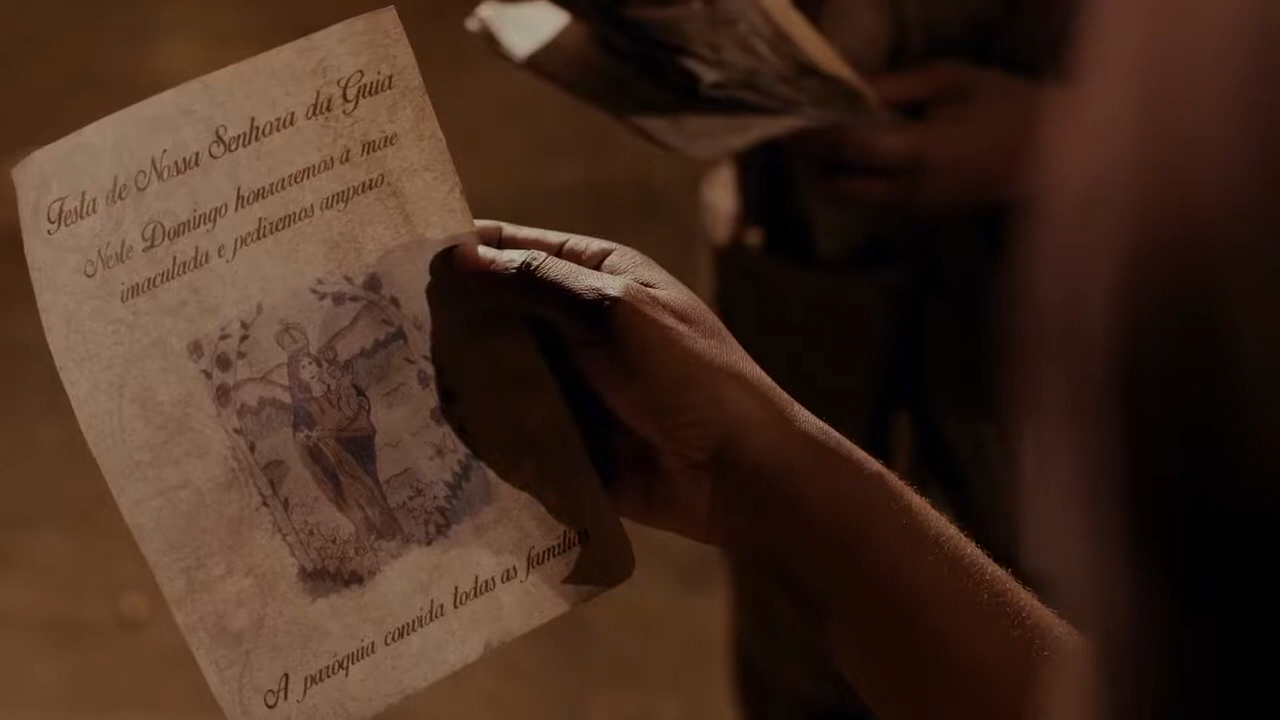 Festa de Nossa Senhora da Guia
Neste Domingo honraremos a mãe
imaculada e pediremos amparo.
A paróquia convida todas as famílias